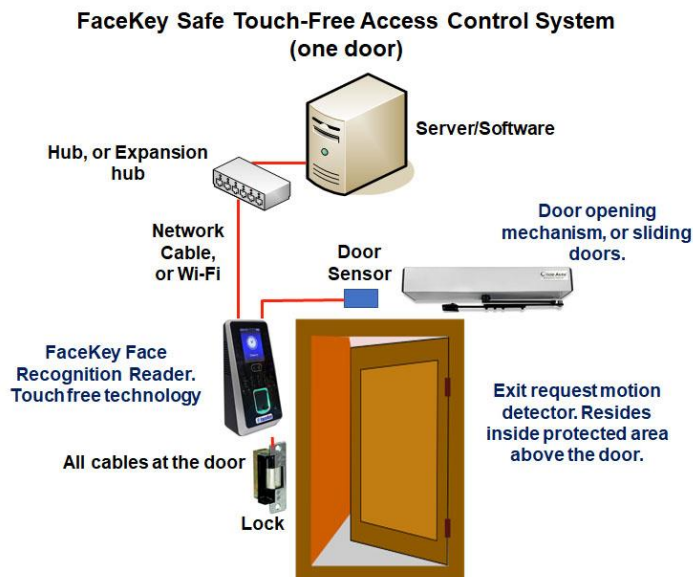 FaceKey Safe Touch-Free Access Control System
(one door)
Server/Software
Hub, or Expansion
hub
Door opening
mechanism, or sliding
doors.
Network
Cable,
or Wi-Fi
Door
Sensor
FaceKey Face
Recognition Reader.
Touch free technology
Exit request motion
detector. Resides
inside protected area
above the door.
All cables at the door
Lock